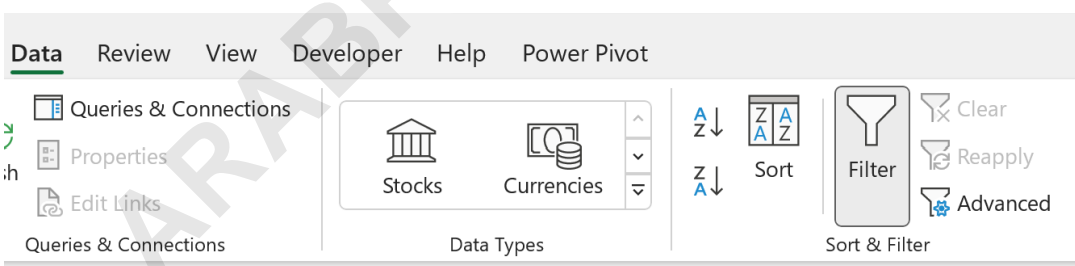 Data Review View Developer Help Power Pivot
Queries & Connections
Properties
Edit Links
sh
Queries & Connections
Stocks
Currencies
Data Types
A
Z
Z
A
Z A
A Z
Sort
Filter
Clear
Reapply
Advanced
Sort & Filter